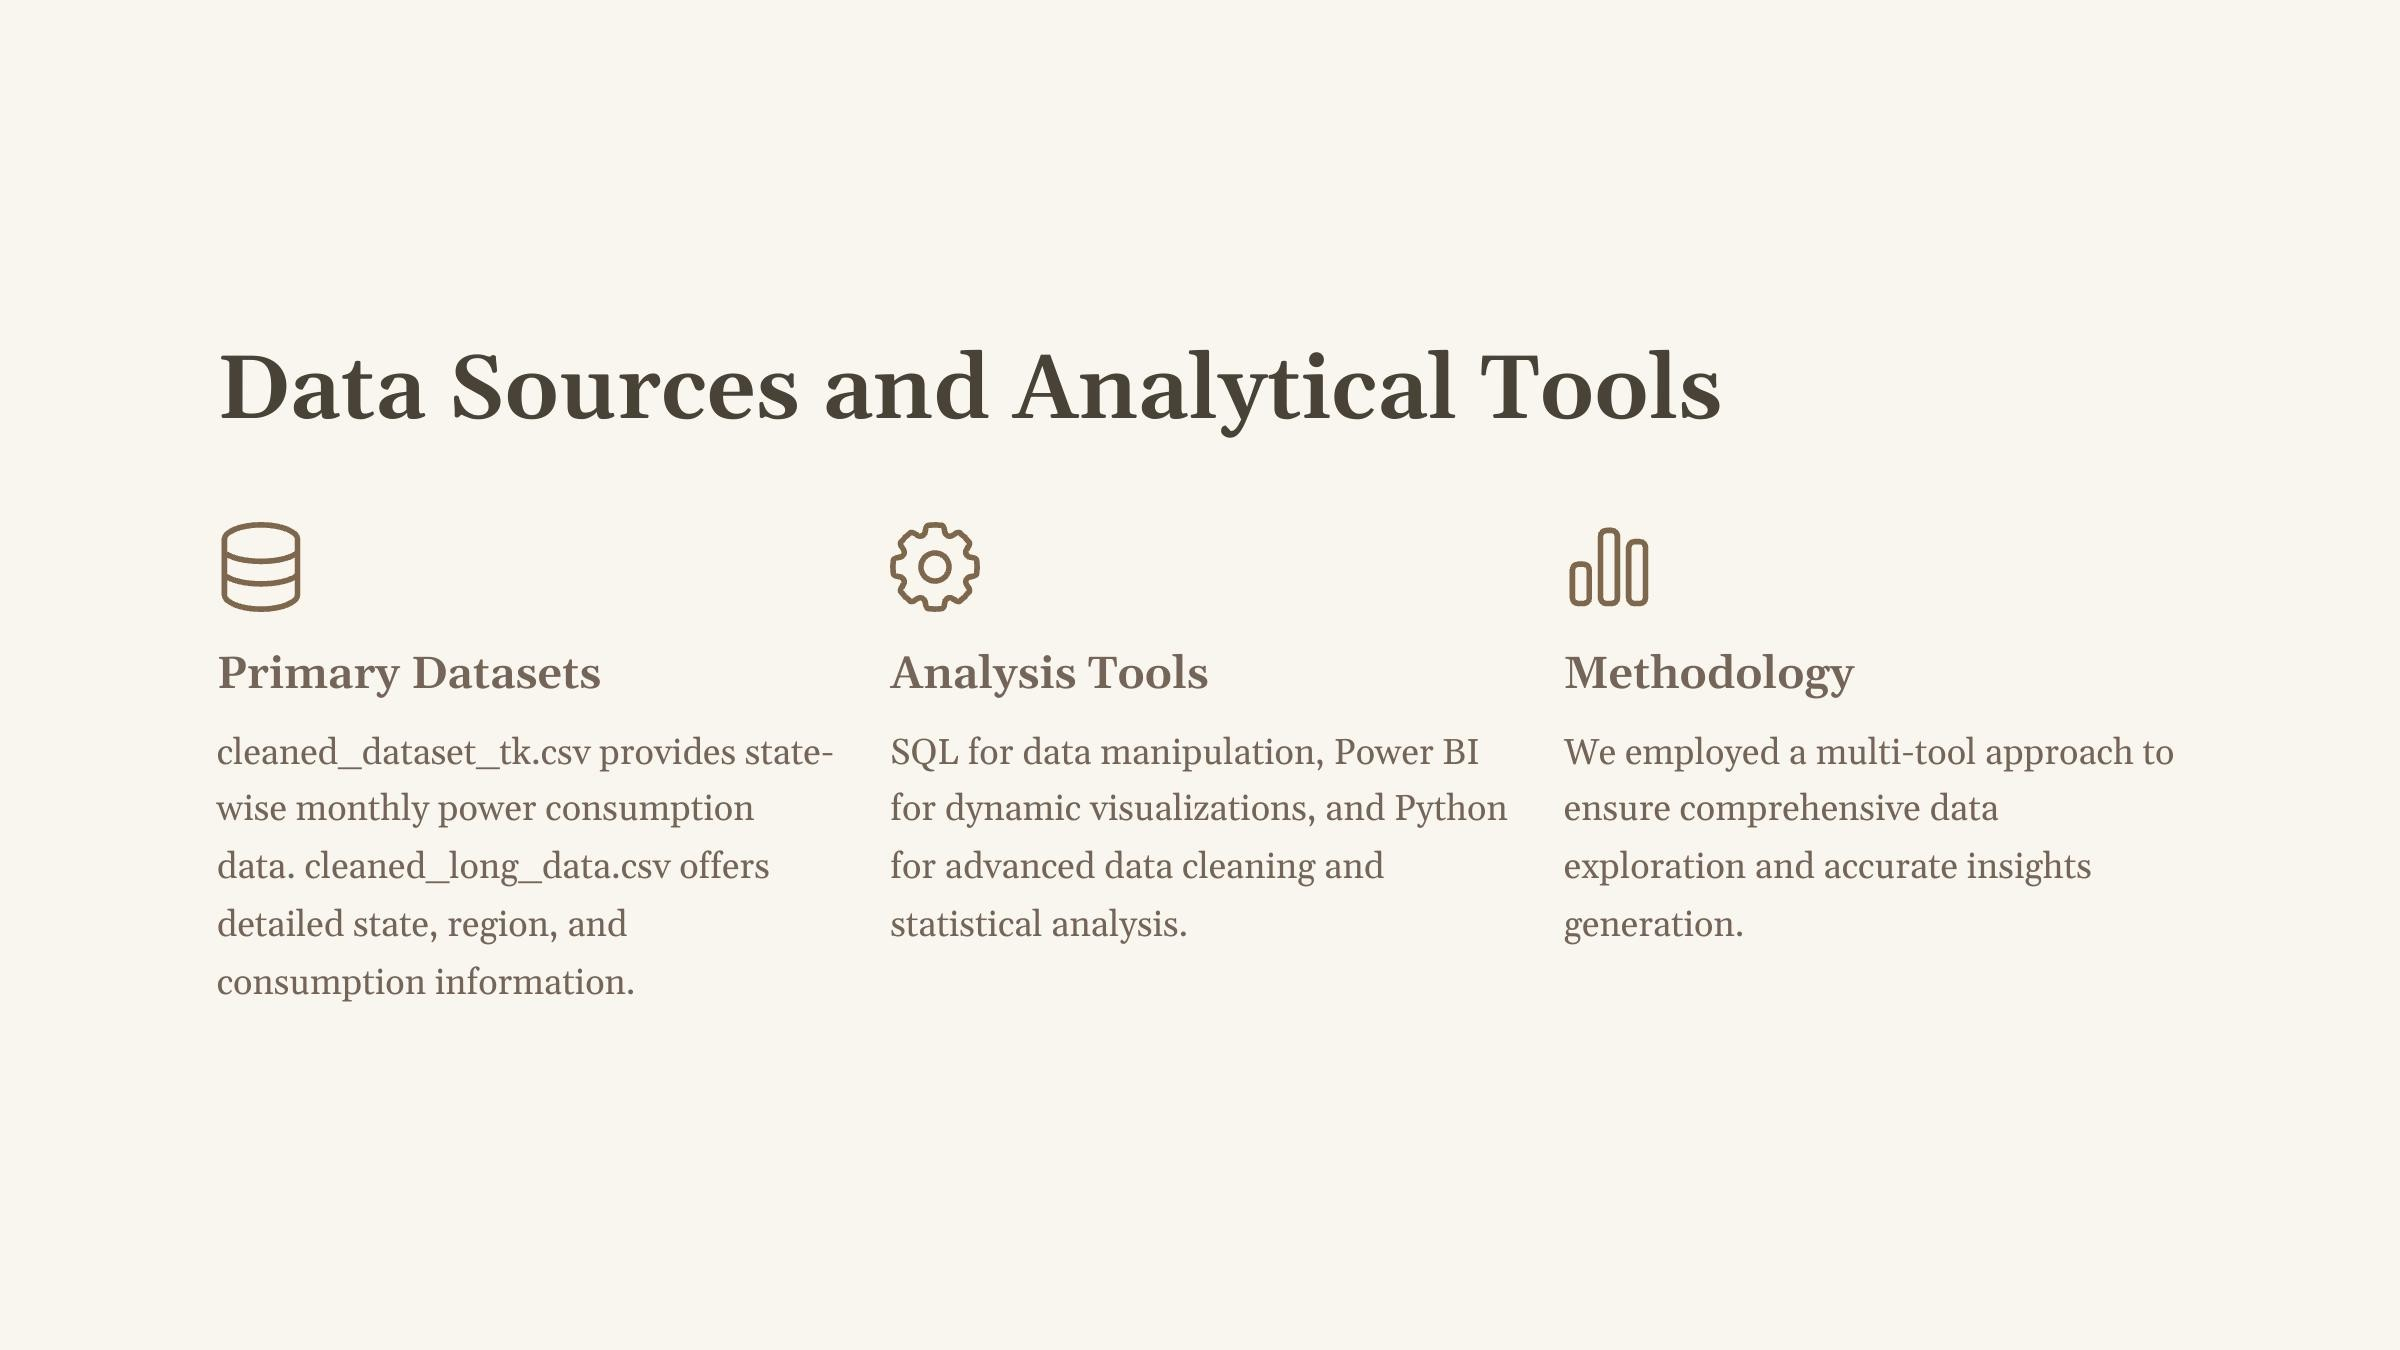 Data Sources and Analytical Tools
Primary Datasets
cleaned_dataset_tk.csv provides state-
wise monthly power consumption
data. cleaned_long_data.csv offers
detailed state, region, and
consumption information.
Analysis Tools
SQL for data manipulation, Power BI
for dynamic visualizations, and Python
for advanced data cleaning and
statistical analysis.
Methodology
We employed a multi-tool approach to
ensure comprehensive data
exploration and accurate insights
generation.